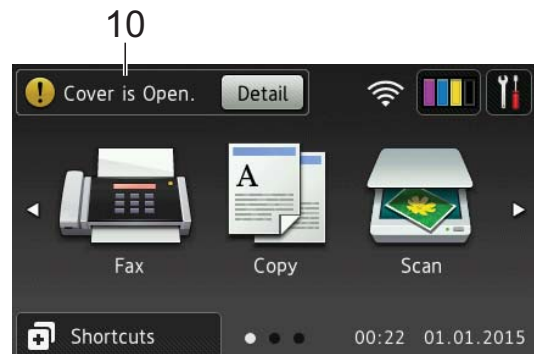 10
Cover is Open. Detail
A
Fax Copy Scan
Shortcuts 00:22 01.01.2015